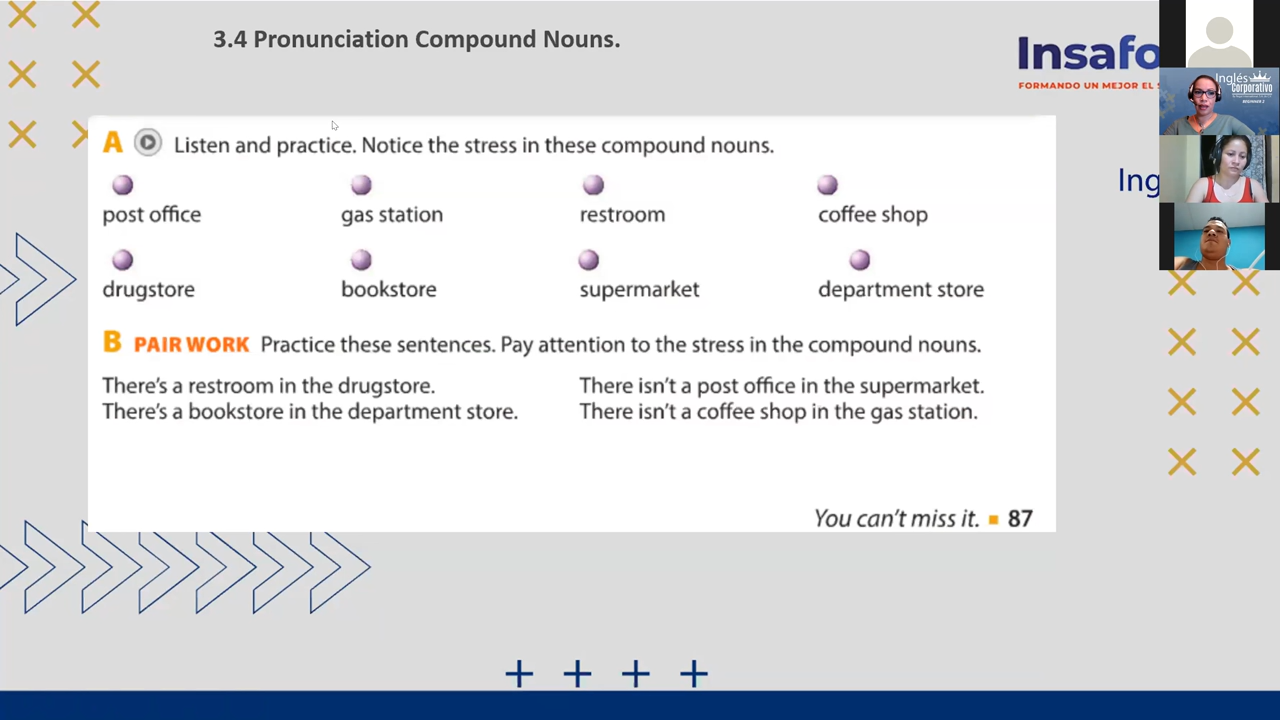 3.4 Pronunciation Compound Nouns.
Insafo
FORMANDO UN MEJOR EL S
Inglés
Corporativo
BEGINNER 2
Ing
A Listen and practice. Notice the stress in these compound nouns.
post office gas station restroom coffee shop
drugstore bookstore supermarket department store
B PAIR WORK Practice these sentences. Pay attention to the stress in the compound nouns.
There's a restroom in the drugstore. There isn't a post office in the supermarket.
There's a bookstore in the department store. There isn't a coffee shop in the gas station.
You can't miss it. ■ 87